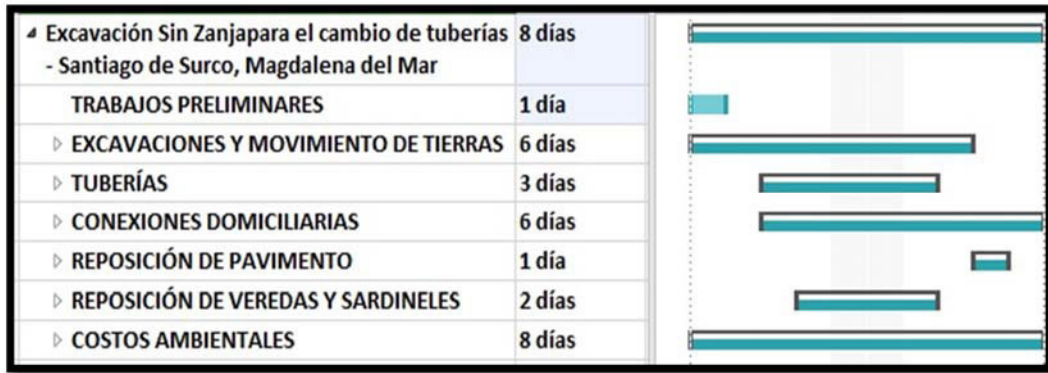 Excavación Sin Zanjapara el cambio de tuberías 8 días
- Santiago de Surco, Magdalena del Mar
TRABAJOS PRELIMINARES 1 día
EXCAVACIONES Y MOVIMIENTO DE TIERRAS 6 días
TUBERÍAS 3 días
CONEXIONES DOMICILIARIAS 6 días
REPOSICIÓN DE PAVIMENTO 1 día
REPOSICIÓN DE VEREDAS Y SARDINELES 2 días
COSTOS AMBIENTALES 8 días